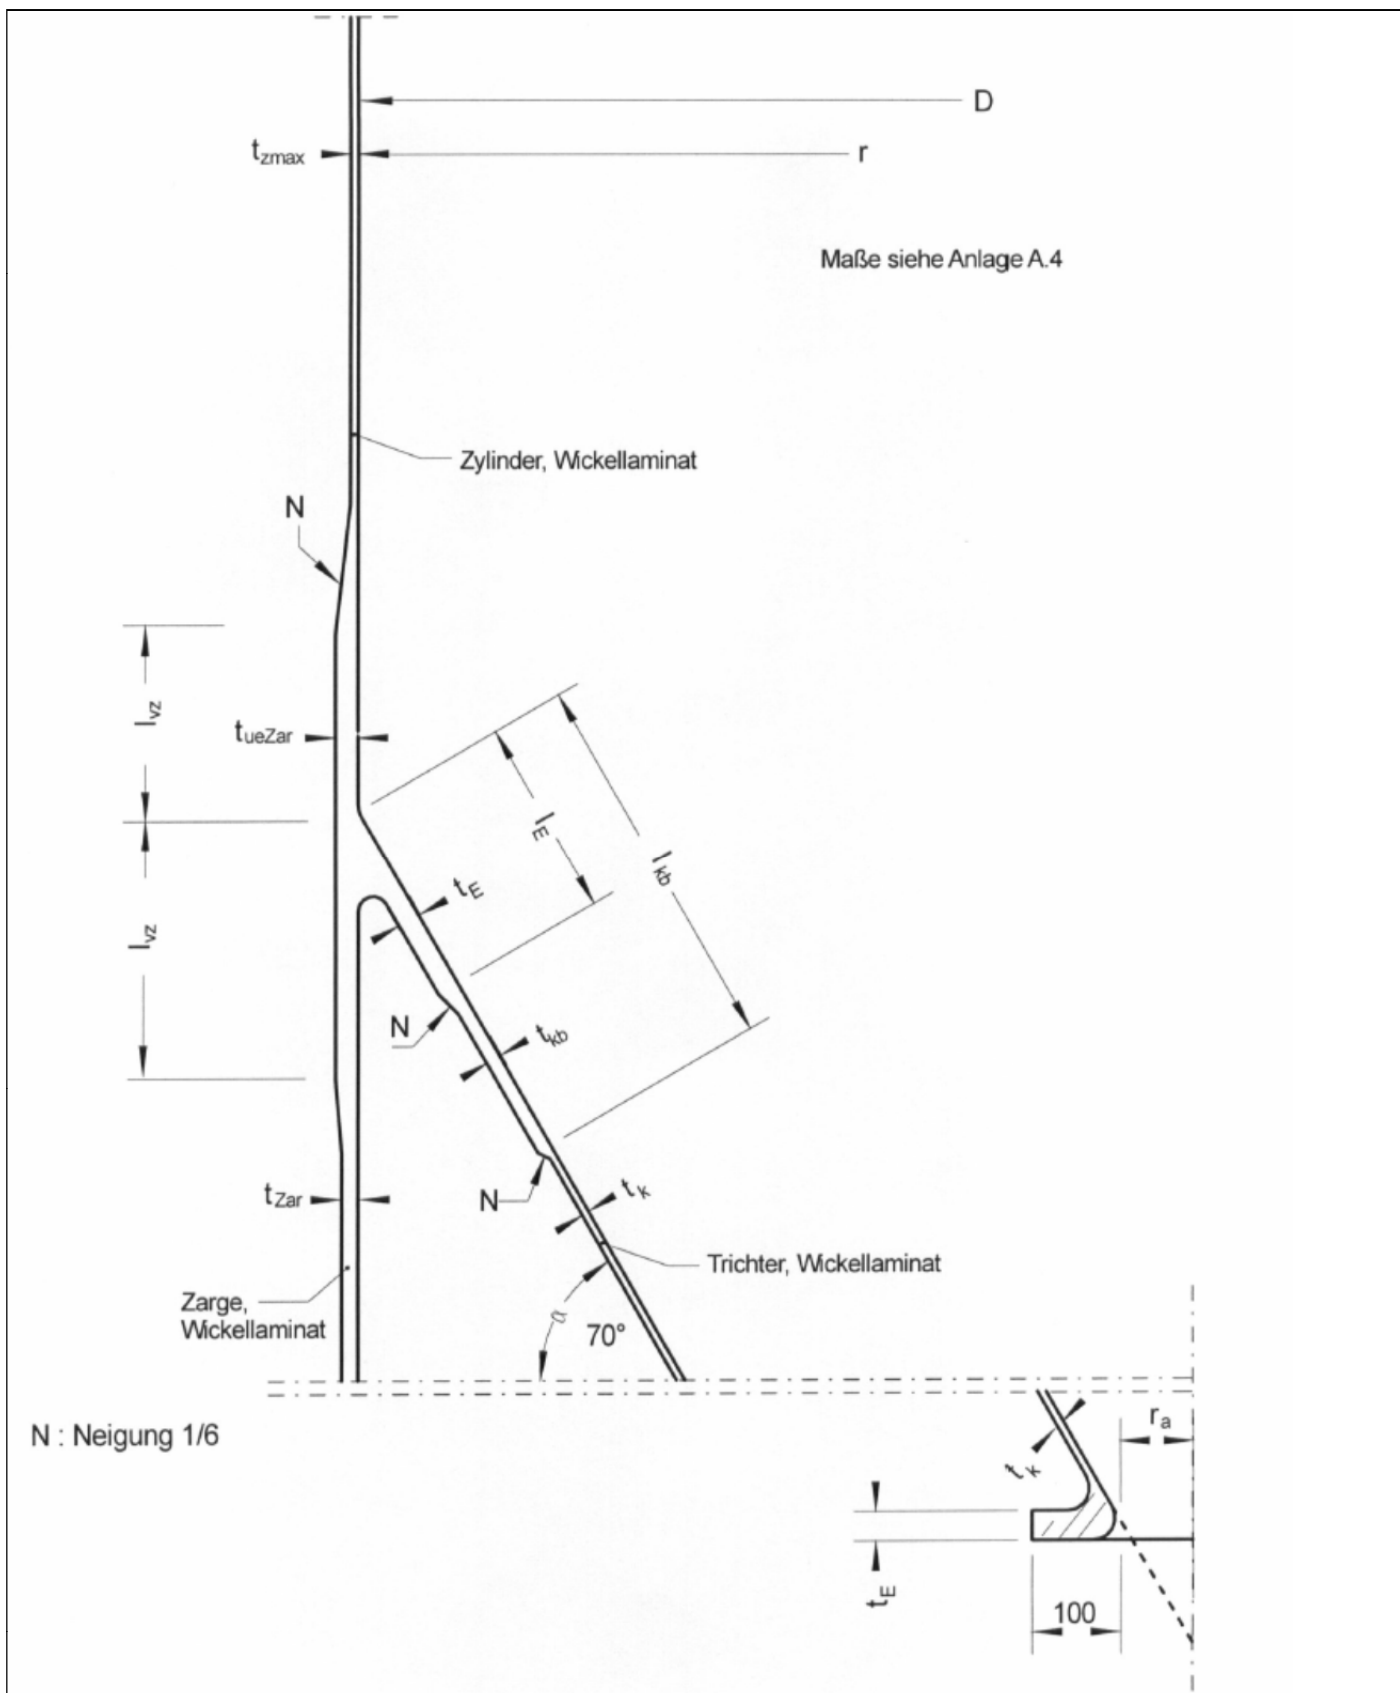 D
tzmax
r
Maße siehe Anlage A.4
Zylinder, Wickellaminat
N
lvz
tueZar
lE
lkb
tE
lvz
N
tkb
tZar
N
tk
Trichter, Wickellaminat
Zarge,
Wickellaminat
α
70°
N : Neigung 1/6
ra
tk
tE
100